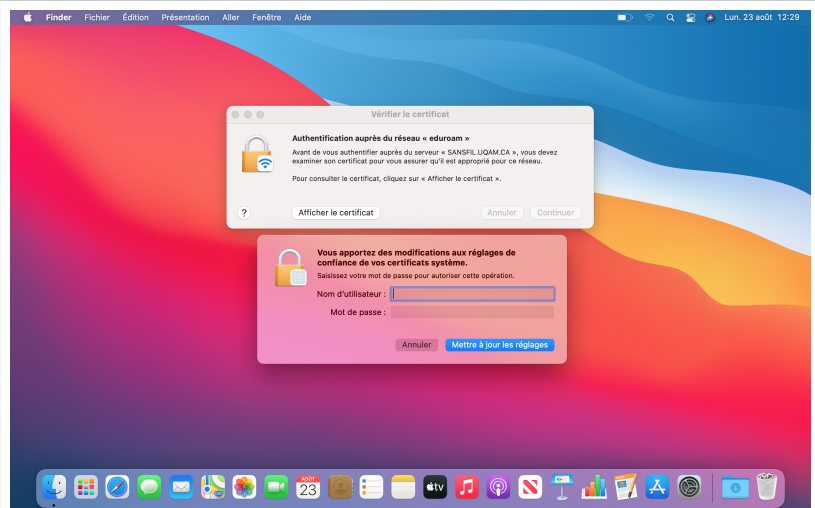 Finder Fichier Édition Présentation Aller Fenêtre Aide Lun. 23 août 12:29
Vérifier le certificat
Authentification auprès du réseau « eduroam »
Avant de vous authentifier auprès du serveur « SANSFIL.UQAM.CA », vous devez
examiner son certificat pour vous assurer qu'il est approprié pour ce réseau.
Pour consulter le certificat, cliquez sur « Afficher le certificat ».
? Afficher le certificat Annuler Continuer
Vous apportez des modifications aux réglages de
confiance de vos certificats système.
Saisissez votre mot de passe pour autoriser cette opération.
Nom d'utilisateur :
Mot de passe :
Annuler Mettre à jour les réglages
AOÛT
23
tv